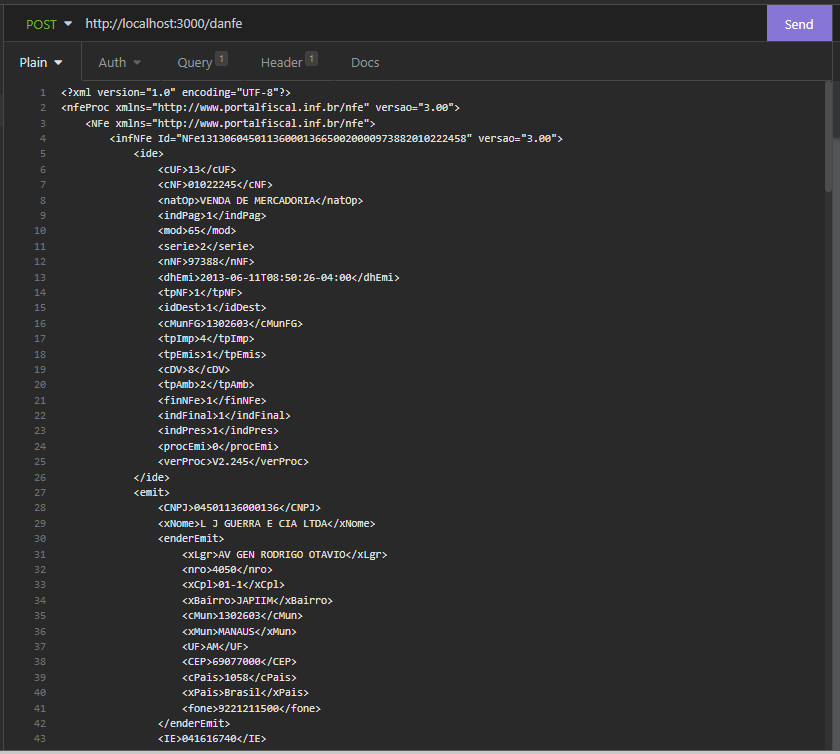 POST http://localhost:3000/danfe Send
Plain Auth Query 1 Header 1 Docs
1 <?xml version="1.0" encoding="UTF-8"?>
2 <nfeProc xmlns="http://www.portalfiscal.inf.br/nfe" versao="3.00">
3 <NFe xmlns="http://www.portalfiscal.inf.br/nfe">
4 <infNFe Id="NFe13130604501136000136650020000973882010222458" versao="3.00">
5 <ide>
6 <cUF>13</cUF>
7 <cNF>01022245</cNF>
8 <natOp>VENDA DE MERCADORIA</natOp>
9 <indPag>1</indPag>
10 <mod>65</mod>
11 <serie>2</serie>
12 <nNF>97388</nNF>
13 <dhEmi>2013-06-11T08:50:26-04:00</dhEmi>
14 <tpNF>1</tpNF>
15 <idDest>1</idDest>
16 <cMunFG>1302603</cMunFG>
17 <tpImp>4</tpImp>
18 <tpEmis>1</tpEmis>
19 <cDV>8</cDV>
20 <tpAmb>2</tpAmb>
21 <finNFe>1</finNFe>
22 <indFinal>1</indFinal>
23 <indPres>1</indPres>
24 <procEmi>0</procEmi>
25 <verProc>V2.245</verProc>
26 </ide>
27 <emit>
28 <CNPJ>04501136000136</CNPJ>
29 <xNome>L J GUERRA E CIA LTDA</xNome>
30 <enderEmit>
31 <xLgr>AV GEN RODRIGO OTAVIO</xLgr>
32 <nro>4050</nro>
33 <xCpl>01-1</xCpl>
34 <xBairro>JAPIIM</xBairro>
35 <cMun>1302603</cMun>
36 <xMun>MANAUS</xMun>
37 <UF>AM</UF>
38 <CEP>69077000</CEP>
39 <cPais>1058</cPais>
40 <xPais>Brasil</xPais>
41 <fone>9221211500</fone>
42 </enderEmit>
43 <IE>041616740</IE>